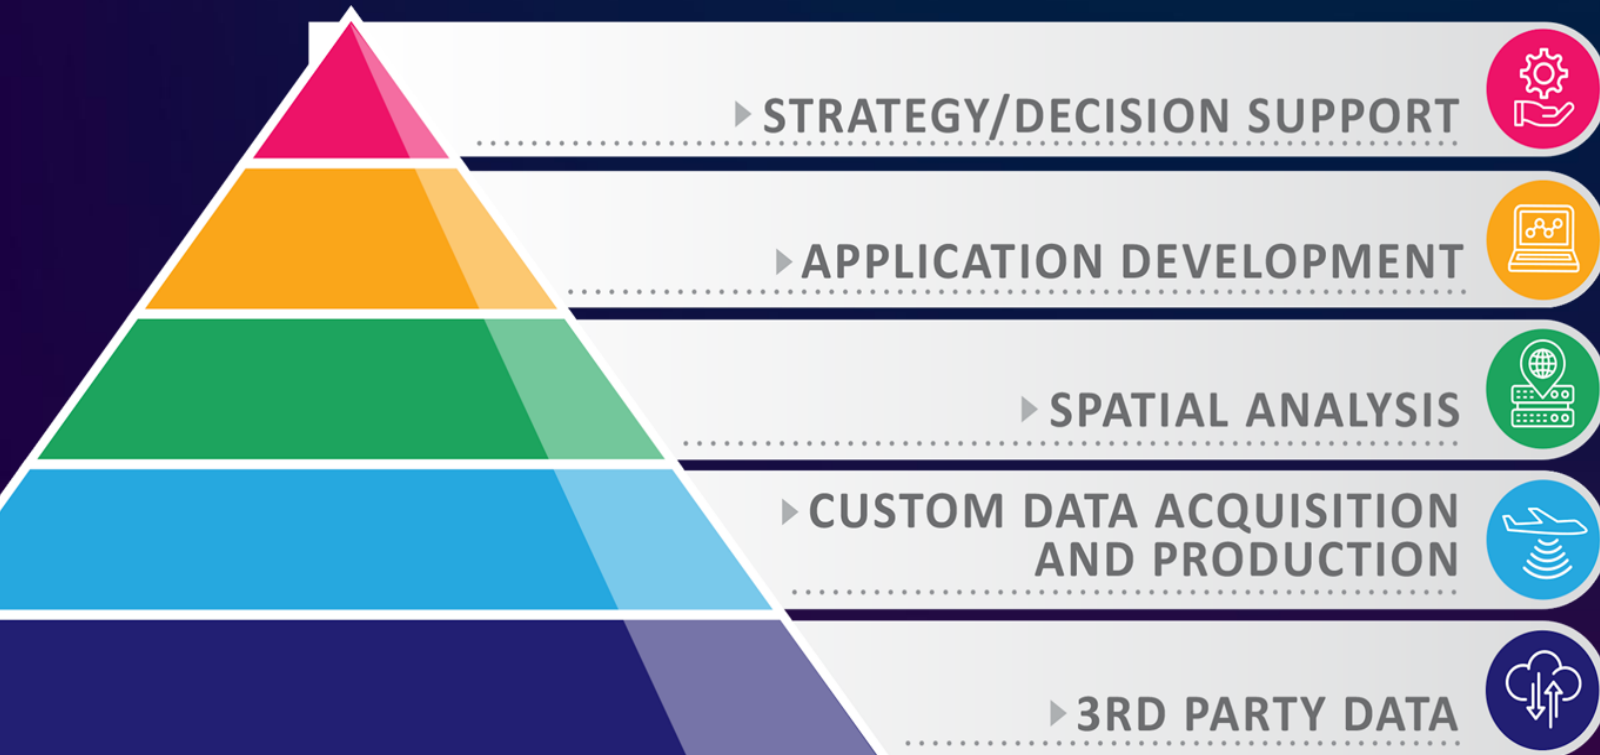 STRATEGY/DECISION SUPPORT
APPLICATION DEVELOPMENT
SPATIAL ANALYSIS
CUSTOM DATA ACQUISITION
AND PRODUCTION
3RD PARTY DATA